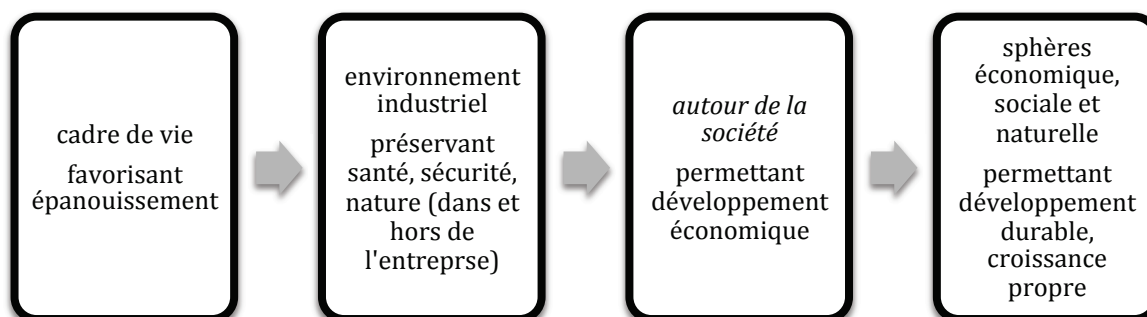 cadre de vie
favorisant
épanouissement
environnement
industriel
préservant
santé, sécurité,
nature (dans et
hors de
l'entreprse)
autour de la
société
permettant
développement
économique
sphères
économique,
sociale et
naturelle
permettant
développement
durable,
croissance
propre